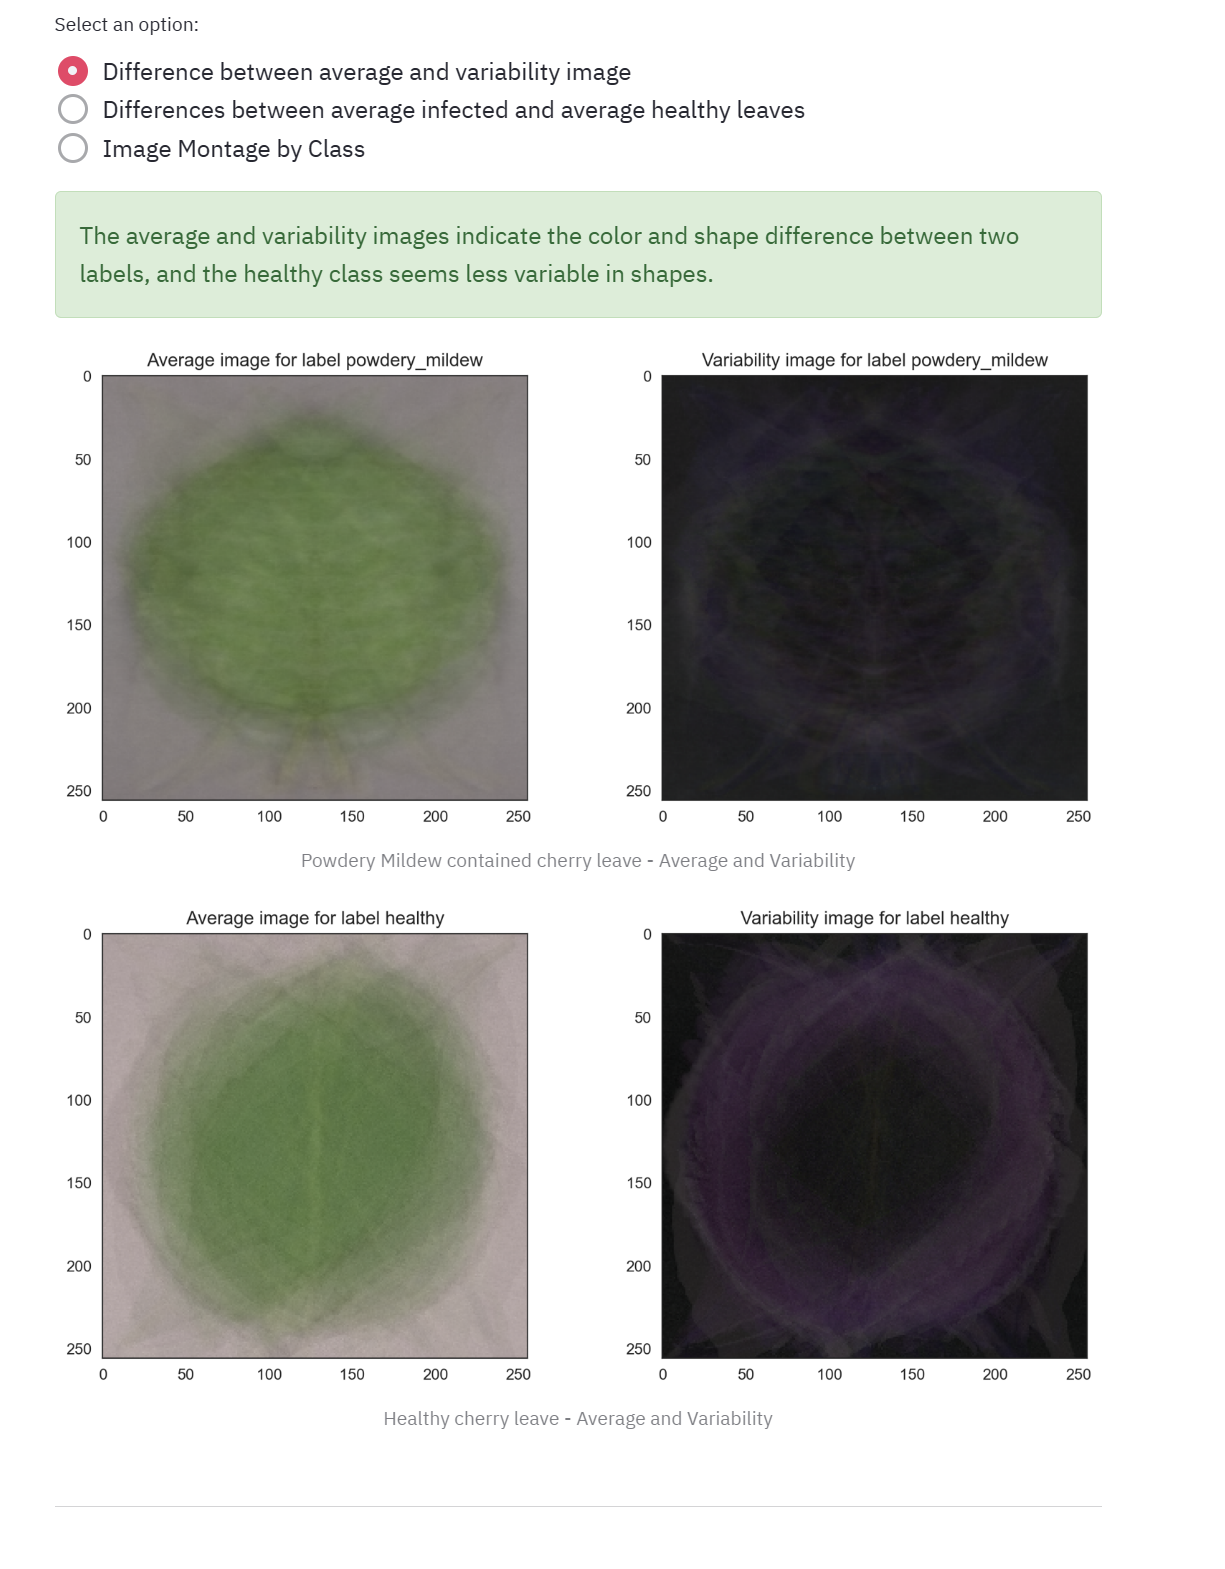 Select an option:
Difference between average and variability image
Differences between average infected and average healthy leaves
Image Montage by Class
The average and variability images indicate the color and shape difference between two
labels, and the healthy class seems less variable in shapes.
Average image for label powdery_mildew
0
50
100
150
200
250
0 50 100 150 200 250
Variability image for label powdery_mildew
0
50
100
150
200
250
0 50 100 150 200 250
Powdery Mildew contained cherry leave - Average and Variability
Average image for label healthy
0
50
100
150
200
250
0 50 100 150 200 250
Variability image for label healthy
0
50
100
150
200
250
0 50 100 150 200 250
Healthy cherry leave - Average and Variability